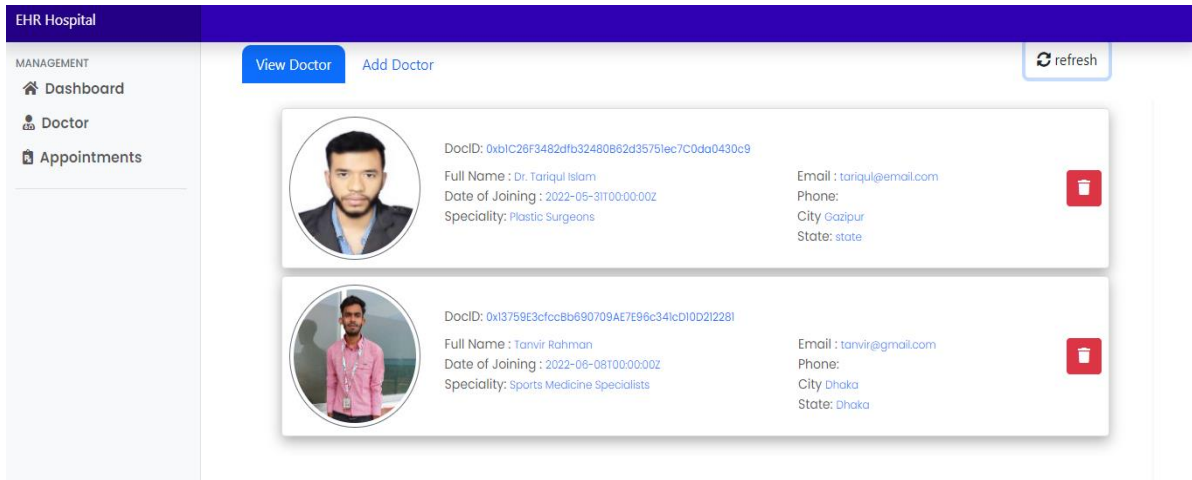 EHR Hospital
MANAGEMENT
Dashboard
Doctor
Appointments
View Doctor
Add Doctor
refresh
DocID: 0xb1C26F3482dfb32480B62d35751ec7C0da0430c9
Full Name : Dr. Tariqul Islam
Date of Joining : 2022-05-31T00:00:00Z
Speciality: Plastic Surgeons
Email : tariqul@email.com
Phone:
City Gazipur
State: state
DocID: 0x13759E3cfccBb690709AE7E96c341cD10D212281
Full Name : Tanvir Rahman
Date of Joining : 2022-06-08T00:00:00Z
Speciality: Sports Medicine Specialists
Email : tanvir@gmail.com
Phone:
City Dhaka
State: Dhaka